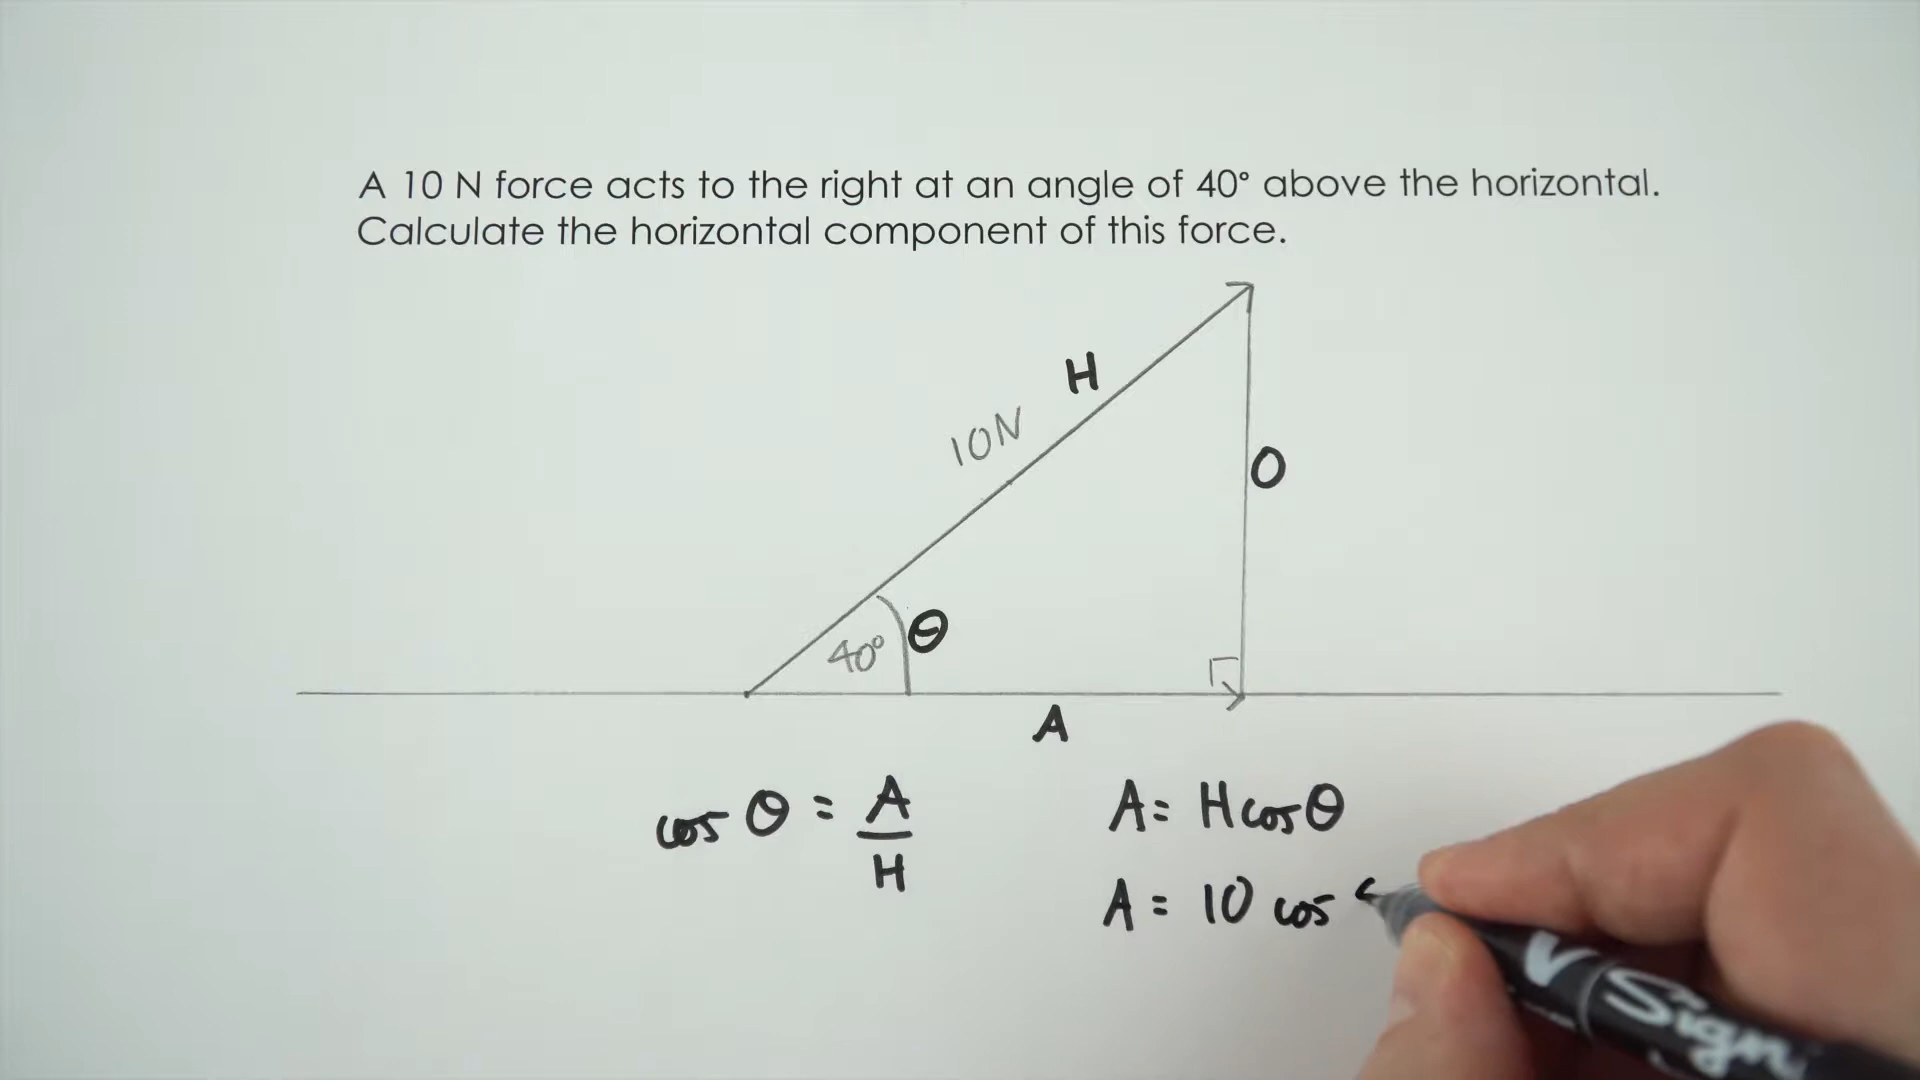 A 10 N force acts to the right at an angle of 40° above the horizontal.
Calculate the horizontal component of this force.
H
10N
O
40° θ
A
cos θ = A/H
A = H cos θ
A = 10 cos
V Sign